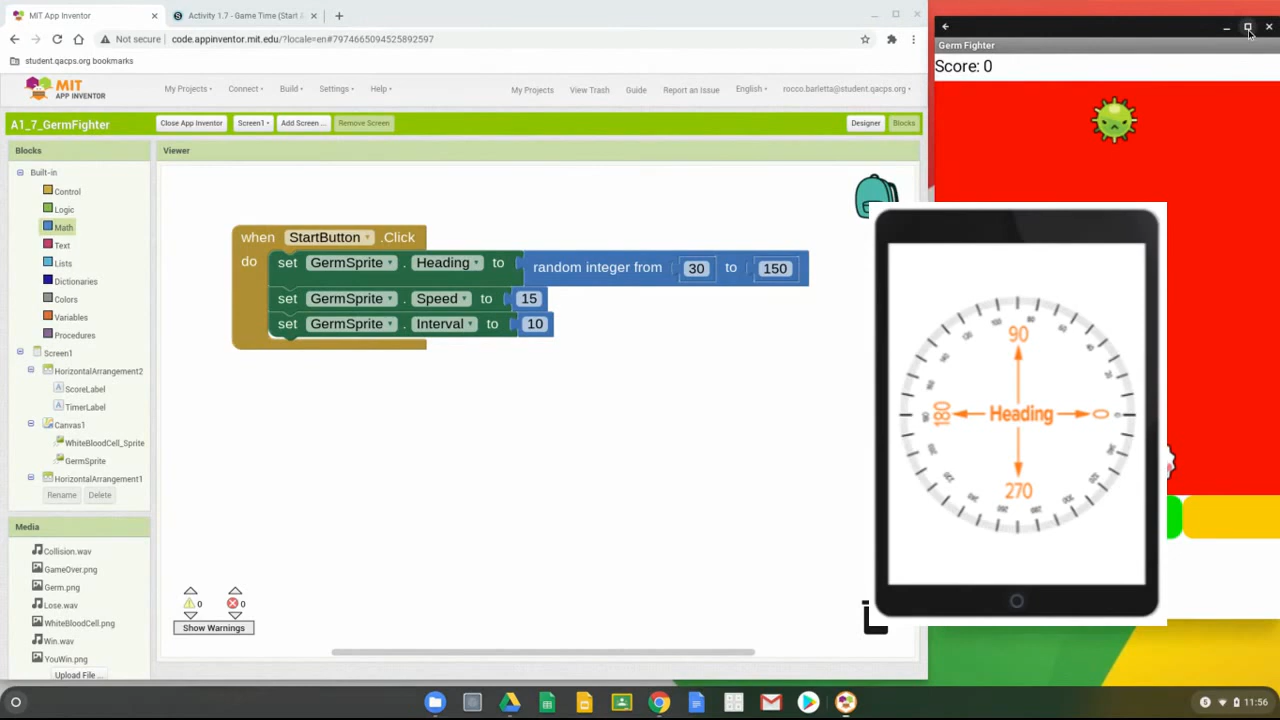 MIT App Inventor
Activity 1.7 - Game Time (Start A
Not secure
code.appinventor.mit.edu/?locale=en#7974665094525892597
student.qacps.org bookmarks
MIT
APP INVENTOR
My Projects
Connect
Build
Settings
Help
My Projects
View Trash
Guide
Report an Issue
English
rocco.barletta@student.qacps.org
A1_7_GermFighter
Close App Inventor
Screen1
Add Screen ...
Remove Screen
Designer
Blocks
Blocks
Viewer
Built-in
Control
Logic
Math
Text
Lists
Dictionaries
Colors
Variables
Procedures
Screen1
HorizontalArrangement2
ScoreLabel
TimerLabel
Canvas1
WhiteBloodCell_Sprite
GermSprite
HorizontalArrangement1
Rename
Delete
Media
Collision.wav
GameOver.png
Germ.png
Lose.wav
WhiteBloodCell.png
Win.wav
YouWin.png
Upload File ...
when StartButton .Click
do set GermSprite . Heading to random integer from 30 to 150
set GermSprite . Speed to 15
set GermSprite . Interval to 10
0
0
Show Warnings
Germ Fighter
Score: 0
90
180 Heading 0
270
5
11:56